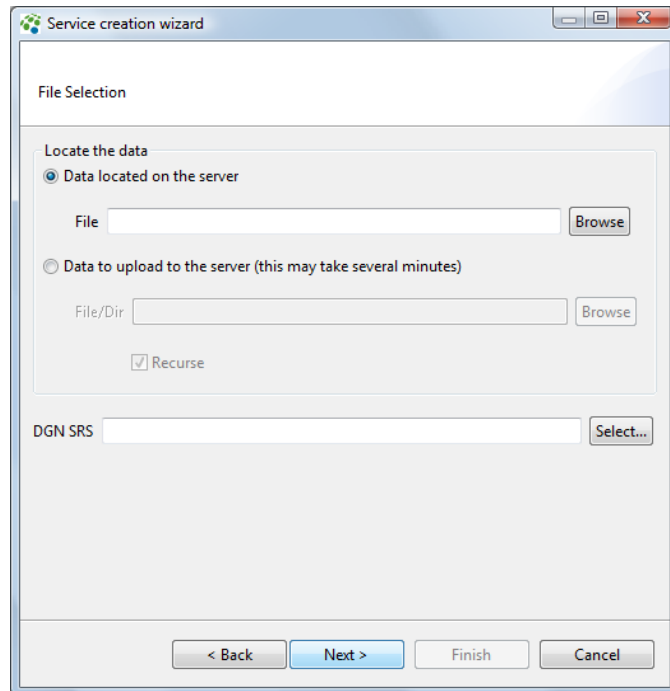 Service creation wizard
File Selection
Locate the data
Data located on the server
File Browse
Data to upload to the server (this may take several minutes)
File/Dir Browse
Recurse
DGN SRS Select...
< Back Next > Finish Cancel